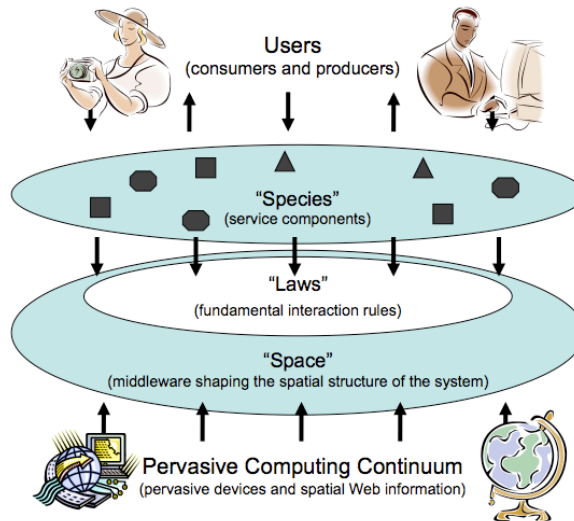 Users
(consumers and producers)
“Species”
(service components)
“Laws”
(fundamental interaction rules)
“Space”
(middleware shaping the spatial structure of the system)
Pervasive Computing Continuum
(pervasive devices and spatial Web information)